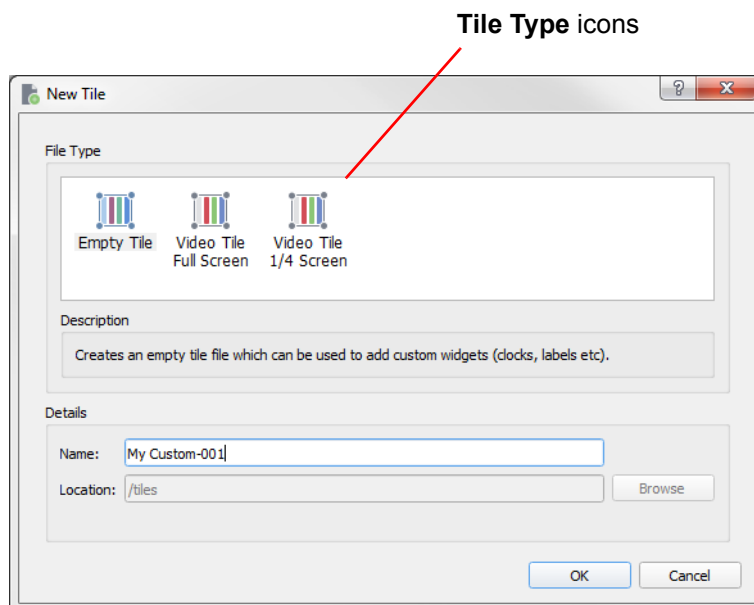 Tile Type icons
New Tile
?
File Type
Empty Tile
Video Tile
Full Screen
Video Tile
1/4 Screen
Description
Creates an empty tile file which can be used to add custom widgets (clocks, labels etc).
Details
Name: My Custom-001
Location: /tiles Browse
OK Cancel